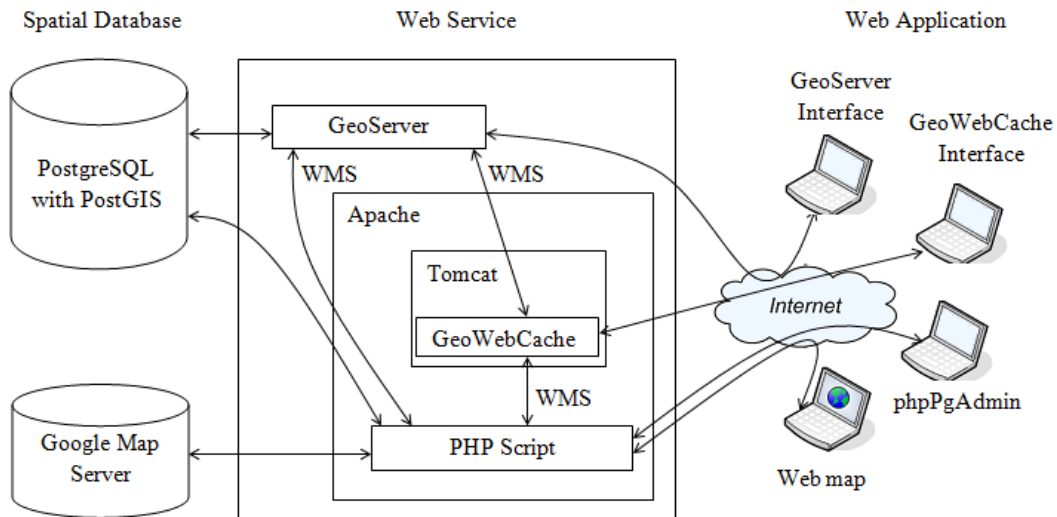 Spatial Database
Web Service
Web Application
PostgreSQL
with PostGIS
Google Map
Server
GeoServer
WMS
WMS
Apache
Tomcat
GeoWebCache
WMS
PHP Script
Internet
GeoServer
Interface
GeoWebCache
Interface
phpPgAdmin
Web map